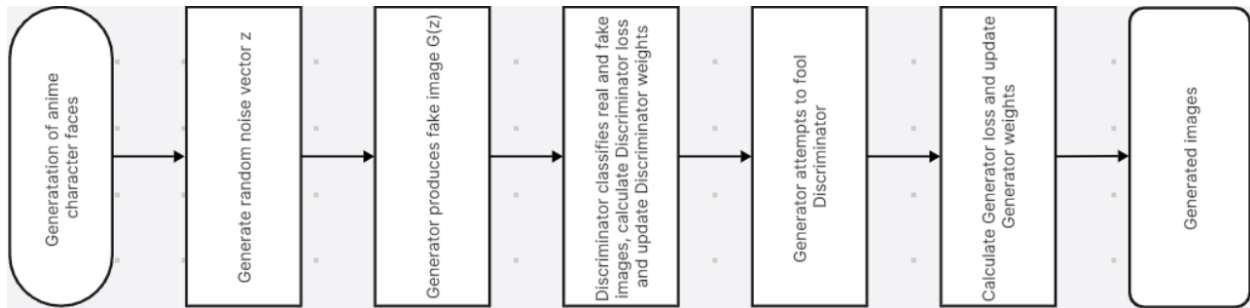 Generatation of anime
character faces
Generate random noise vector z
Generator produces fake image G(z)
Discriminator classifies real and fake
images, calculate Discriminator loss
and update Discriminator weights
Generator attempts to fool
Discriminator
Calculate Generator loss and update
Generator weights
Generated images